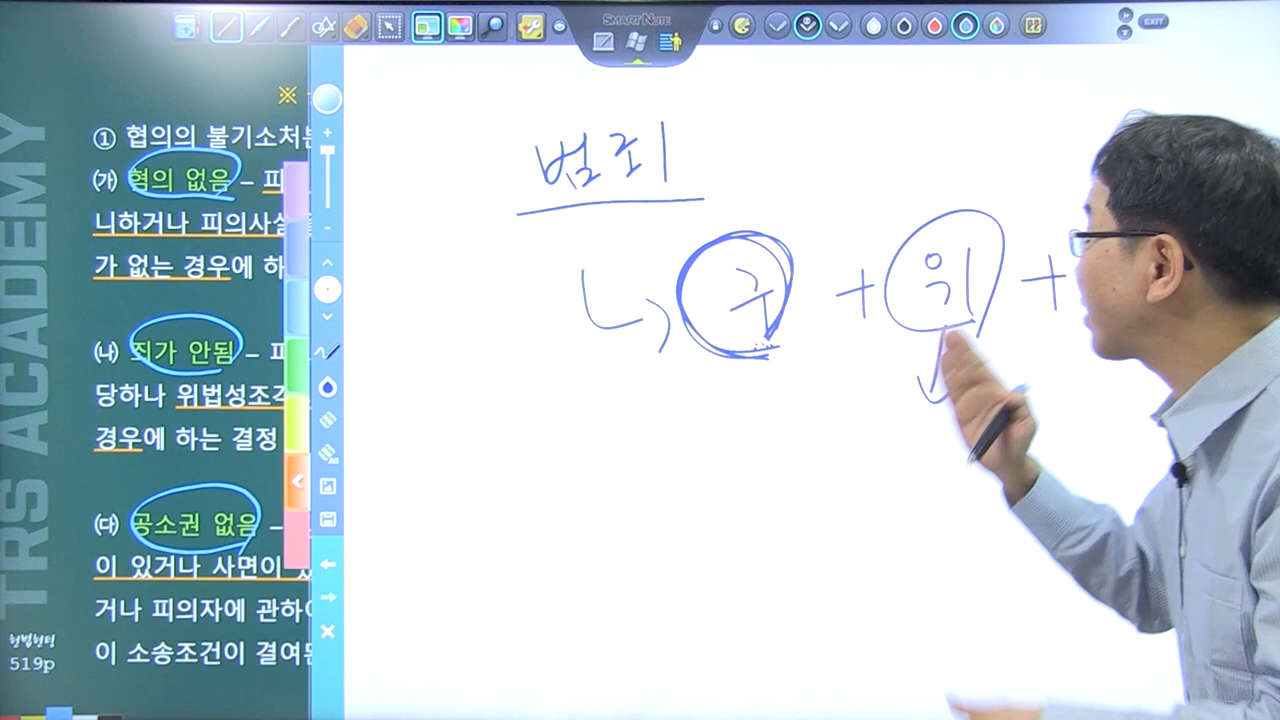 SMART NOTE
EXIT
TRS ACADEMY
※
① 협의의 불기소처분
㈎ 혐의 없음 – 피
니하거나 피의사실
가 없는 경우에 하
㈏ 죄가 안됨 – 피
당하나 위법성조각
경우에 하는 결정
㈐ 공소권 없음 –
이 있거나 사면이 있
거나 피의자에 관하여
이 소송조건이 결여된
형법형텀
519p
범죄
구 + 위 +